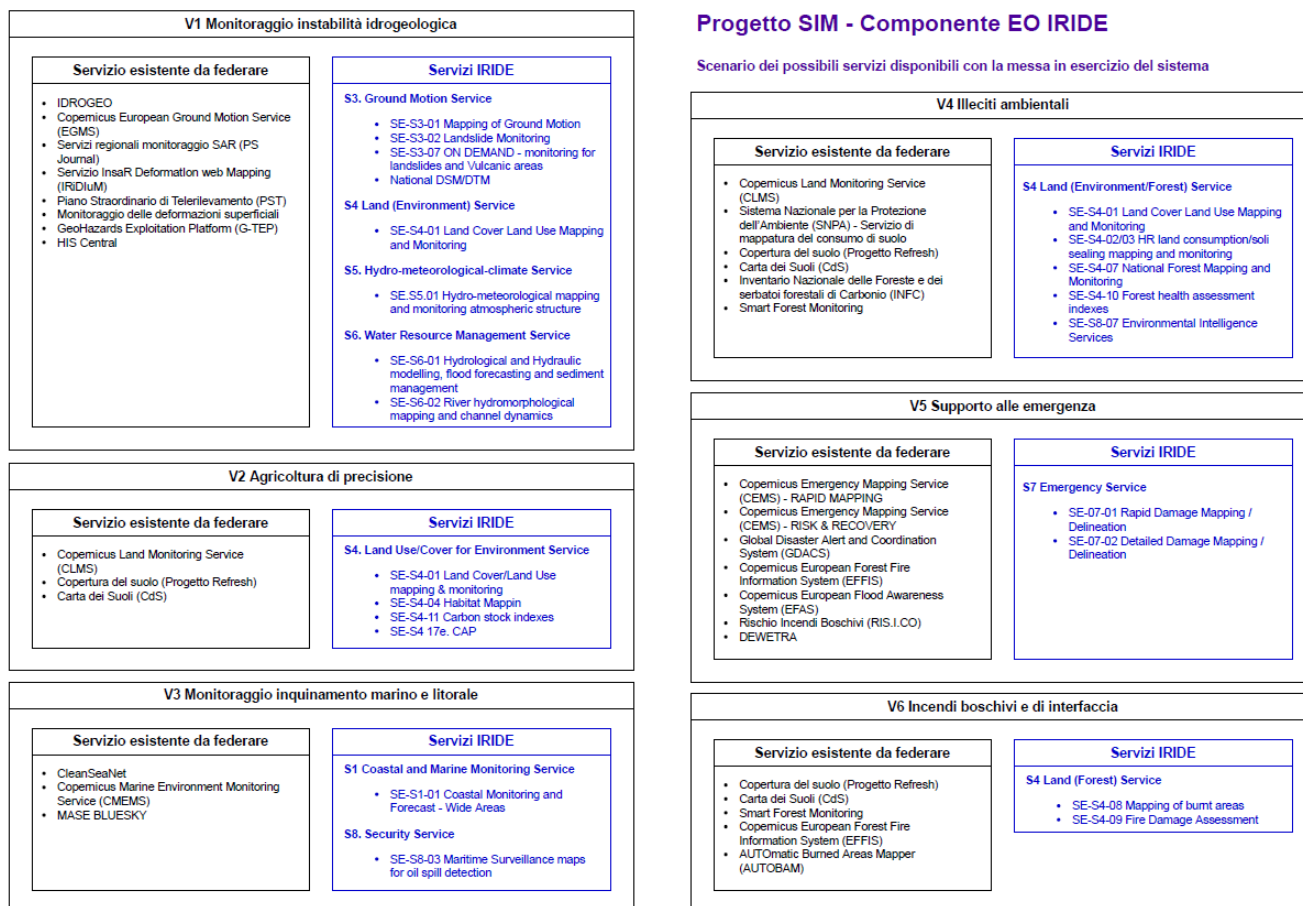 V1 Monitoraggio instabilità idrogeologica
Servizio esistente da federare
• IDROGEO
• Copernicus European Ground Motion Service
(EGMS)
• Servizi regionali monitoraggio SAR (PS
Journal)
• Servizio InsaR DeformatIon web Mapping
(IRiDIuM)
• Piano Straordinario di Telerilevamento (PST)
• Monitoraggio delle deformazioni superficiali
• GeoHazards Exploitation Platform (G-TEP)
• HIS Central
Servizi IRIDE
S3. Ground Motion Service
• SE-S3-01 Mapping of Ground Motion
• SE-S3-02 Landslide Monitoring
• SE-S3-07 ON DEMAND - monitoring for
landslides and Vulcanic areas
• National DSM/DTM
S4 Land (Environment) Service
• SE-S4-01 Land Cover Land Use Mapping
and Monitoring
S5. Hydro-meteorological-climate Service
• SE.S5.01 Hydro-meteorological mapping
and monitoring atmospheric structure
S6. Water Resource Management Service
• SE-S6-01 Hydrological and Hydraulic
modelling, flood forecasting and sediment
management
• SE-S6-02 River hydromorphological
mapping and channel dynamics
V2 Agricoltura di precisione
Servizio esistente da federare
• Copernicus Land Monitoring Service
(CLMS)
• Copertura del suolo (Progetto Refresh)
• Carta dei Suoli (CdS)
Servizi IRIDE
S4. Land Use/Cover for Environment Service
• SE-S4-01 Land Cover/Land Use
mapping & monitoring
• SE-S4-04 Habitat Mappin
• SE-S4-11 Carbon stock indexes
• SE-S4 17e. CAP
V3 Monitoraggio inquinamento marino e litorale
Servizio esistente da federare
• CleanSeaNet
• Copernicus Marine Environment Monitoring
Service (CMEMS)
• MASE BLUESKY
Servizi IRIDE
S1 Coastal and Marine Monitoring Service
• SE-S1-01 Coastal Monitoring and
Forecast - Wide Areas
S8. Security Service
• SE-S8-03 Maritime Surveillance maps
for oil spill detection
Progetto SIM - Componente EO IRIDE
Scenario dei possibili servizi disponibili con la messa in esercizio del sistema
V4 Illeciti ambientali
Servizio esistente da federare
• Copernicus Land Monitoring Service
(CLMS)
• Sistema Nazionale per la Protezione
dell'Ambiente (SNPA) - Servizio di
mappatura del consumo di suolo
• Copertura del suolo (Progetto Refresh)
• Carta dei Suoli (CdS)
• Inventario Nazionale delle Foreste e dei
serbatoi forestali di Carbonio (INFC)
• Smart Forest Monitoring
Servizi IRIDE
S4 Land (Environment/Forest) Service
• SE-S4-01 Land Cover Land Use Mapping
and Monitoring
• SE-S4-02/03 HR land consumption/soli
sealing mapping and monitoring
• SE-S4-07 National Forest Mapping and
Monitoring
• SE-S4-10 Forest health assessment
indexes
• SE-S8-07 Environmental Intelligence
Services
V5 Supporto alle emergenza
Servizio esistente da federare
• Copernicus Emergency Mapping Service
(CEMS) - RAPID MAPPING
• Copernicus Emergency Mapping Service
(CEMS) - RISK & RECOVERY
• Global Disaster Alert and Coordination
System (GDACS)
• Copernicus European Forest Fire
Information System (EFFIS)
• Copernicus European Flood Awareness
System (EFAS)
• Rischio Incendi Boschivi (RIS.I.CO)
• DEWETRA
Servizi IRIDE
S7 Emergency Service
• SE-07-01 Rapid Damage Mapping /
Delineation
• SE-07-02 Detailed Damage Mapping /
Delineation
V6 Incendi boschivi e di interfaccia
Servizio esistente da federare
• Copertura del suolo (Progetto Refresh)
• Carta dei Suoli (CdS)
• Smart Forest Monitoring
• Copernicus European Forest Fire
Information System (EFFIS)
• AUTOmatic Burned Areas Mapper
(AUTOBAM)
Servizi IRIDE
S4 Land (Forest) Service
• SE-S4-08 Mapping of burnt areas
• SE-S4-09 Fire Damage Assessment